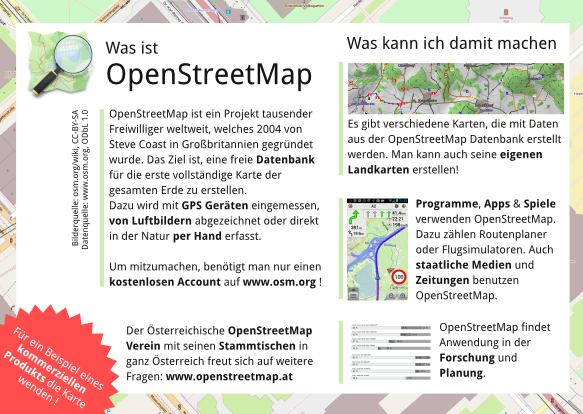 Was ist
OpenStreetMap
Bilderquelle: osm.org/wiki, CC-BY-SA
Datenquelle: www.osm.org, ODbL 1.0
OpenStreetMap ist ein Projekt tausender
Freiwilliger weltweit, welches 2004 von
Steve Coast in Großbritannien gegründet
wurde. Das Ziel ist, eine freie Datenbank
für die erste vollständige Karte der
gesamten Erde zu erstellen.
Dazu wird mit GPS Geräten eingemessen,
von Luftbildern abgezeichnet oder direkt
in der Natur per Hand erfasst.
Um mitzumachen, benötigt man nur einen
kostenlosen Account auf www.osm.org !
Der Österreichische OpenStreetMap
Verein mit seinen Stammtischen in
ganz Österreich freut sich auf weitere
Fragen: www.openstreetmap.at
Für ein Beispiel eines
kommerziellen
Produkts die Karte
wenden !
Was kann ich damit machen
Es gibt verschiedene Karten, die mit Daten
aus der OpenStreetMap Datenbank erstellt
werden. Man kann auch seine eigenen
Landkarten erstellen!
A2
100
Programme, Apps & Spiele
verwenden OpenStreetMap.
Dazu zählen Routenplaner
oder Flugsimulatoren. Auch
staatliche Medien und
Zeitungen benutzen
OpenStreetMap.
OpenStreetMap findet
Anwendung in der
Forschung und
Planung.